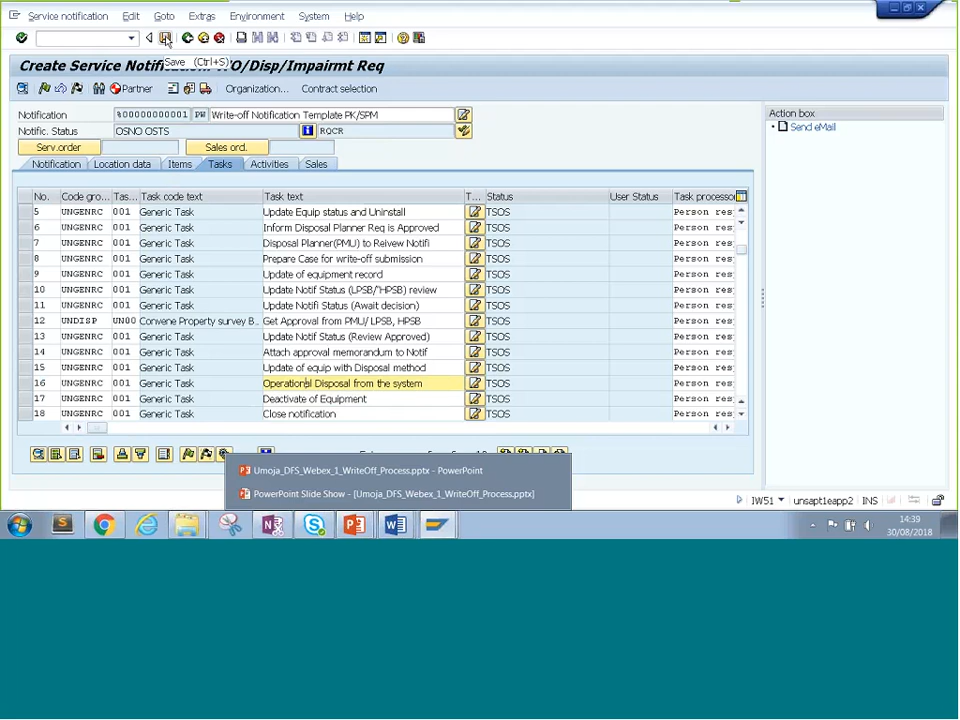 Service notification Edit Goto Extras Environment System Help
Create Service Notification: WO/Disp/Impairmt Req
Save (Ctrl+S)
Partner Organization... Contract selection
Notification %00000000001 PW Write-off Notification Template PK/SPM
Notific. Status OSNO OSTS RQCR
Serv.order Sales ord.
Notification Location data Items Tasks Activities Sales
No. Code gro... Tas... Task code text Task text T... Status User Status Task processor
5 UNGENRC 001 Generic Task Update Equip status and Uninstall TSOS Person res
6 UNGENRC 001 Generic Task Inform Disposal Planner Req is Approved TSOS Person res
7 UNGENRC 001 Generic Task Disposal Planner(PMU) to Reivew Notifi TSOS Person res
8 UNGENRC 001 Generic Task Prepare Case for write-off submission TSOS Person res
9 UNGENRC 001 Generic Task Update of equipment record TSOS Person res
10 UNGENRC 001 Generic Task Update Notif Status (LPSB/"HPSB) review TSOS Person res
11 UNGENRC 001 Generic Task Update Notifi Status (Await decision) TSOS Person res
12 UNDISP UN00 Convene Property survey B... Get Approval from PMU/ LPSB, HPSB TSOS Person res
13 UNGENRC 001 Generic Task Update Notif Status (Review Approved) TSOS Person res
14 UNGENRC 001 Generic Task Attach approval memorandum to Notif TSOS Person res
15 UNGENRC 001 Generic Task Update of equip with Disposal method TSOS Person res
16 UNGENRC 001 Generic Task Operational Disposal from the system TSOS Person res
17 UNGENRC 001 Generic Task Deactivate of Equipment TSOS Person res
18 UNGENRC 001 Generic Task Close notification TSOS Person res
Action box
Send eMail
Umoja_DFS_Webex_1_WriteOff_Process.pptx - PowerPoint
PowerPoint Slide Show - [Umoja_DFS_Webex_1_WriteOff_Process.pptx]
IW51 unsapt1eapp2 INS
14:39
30/08/2018